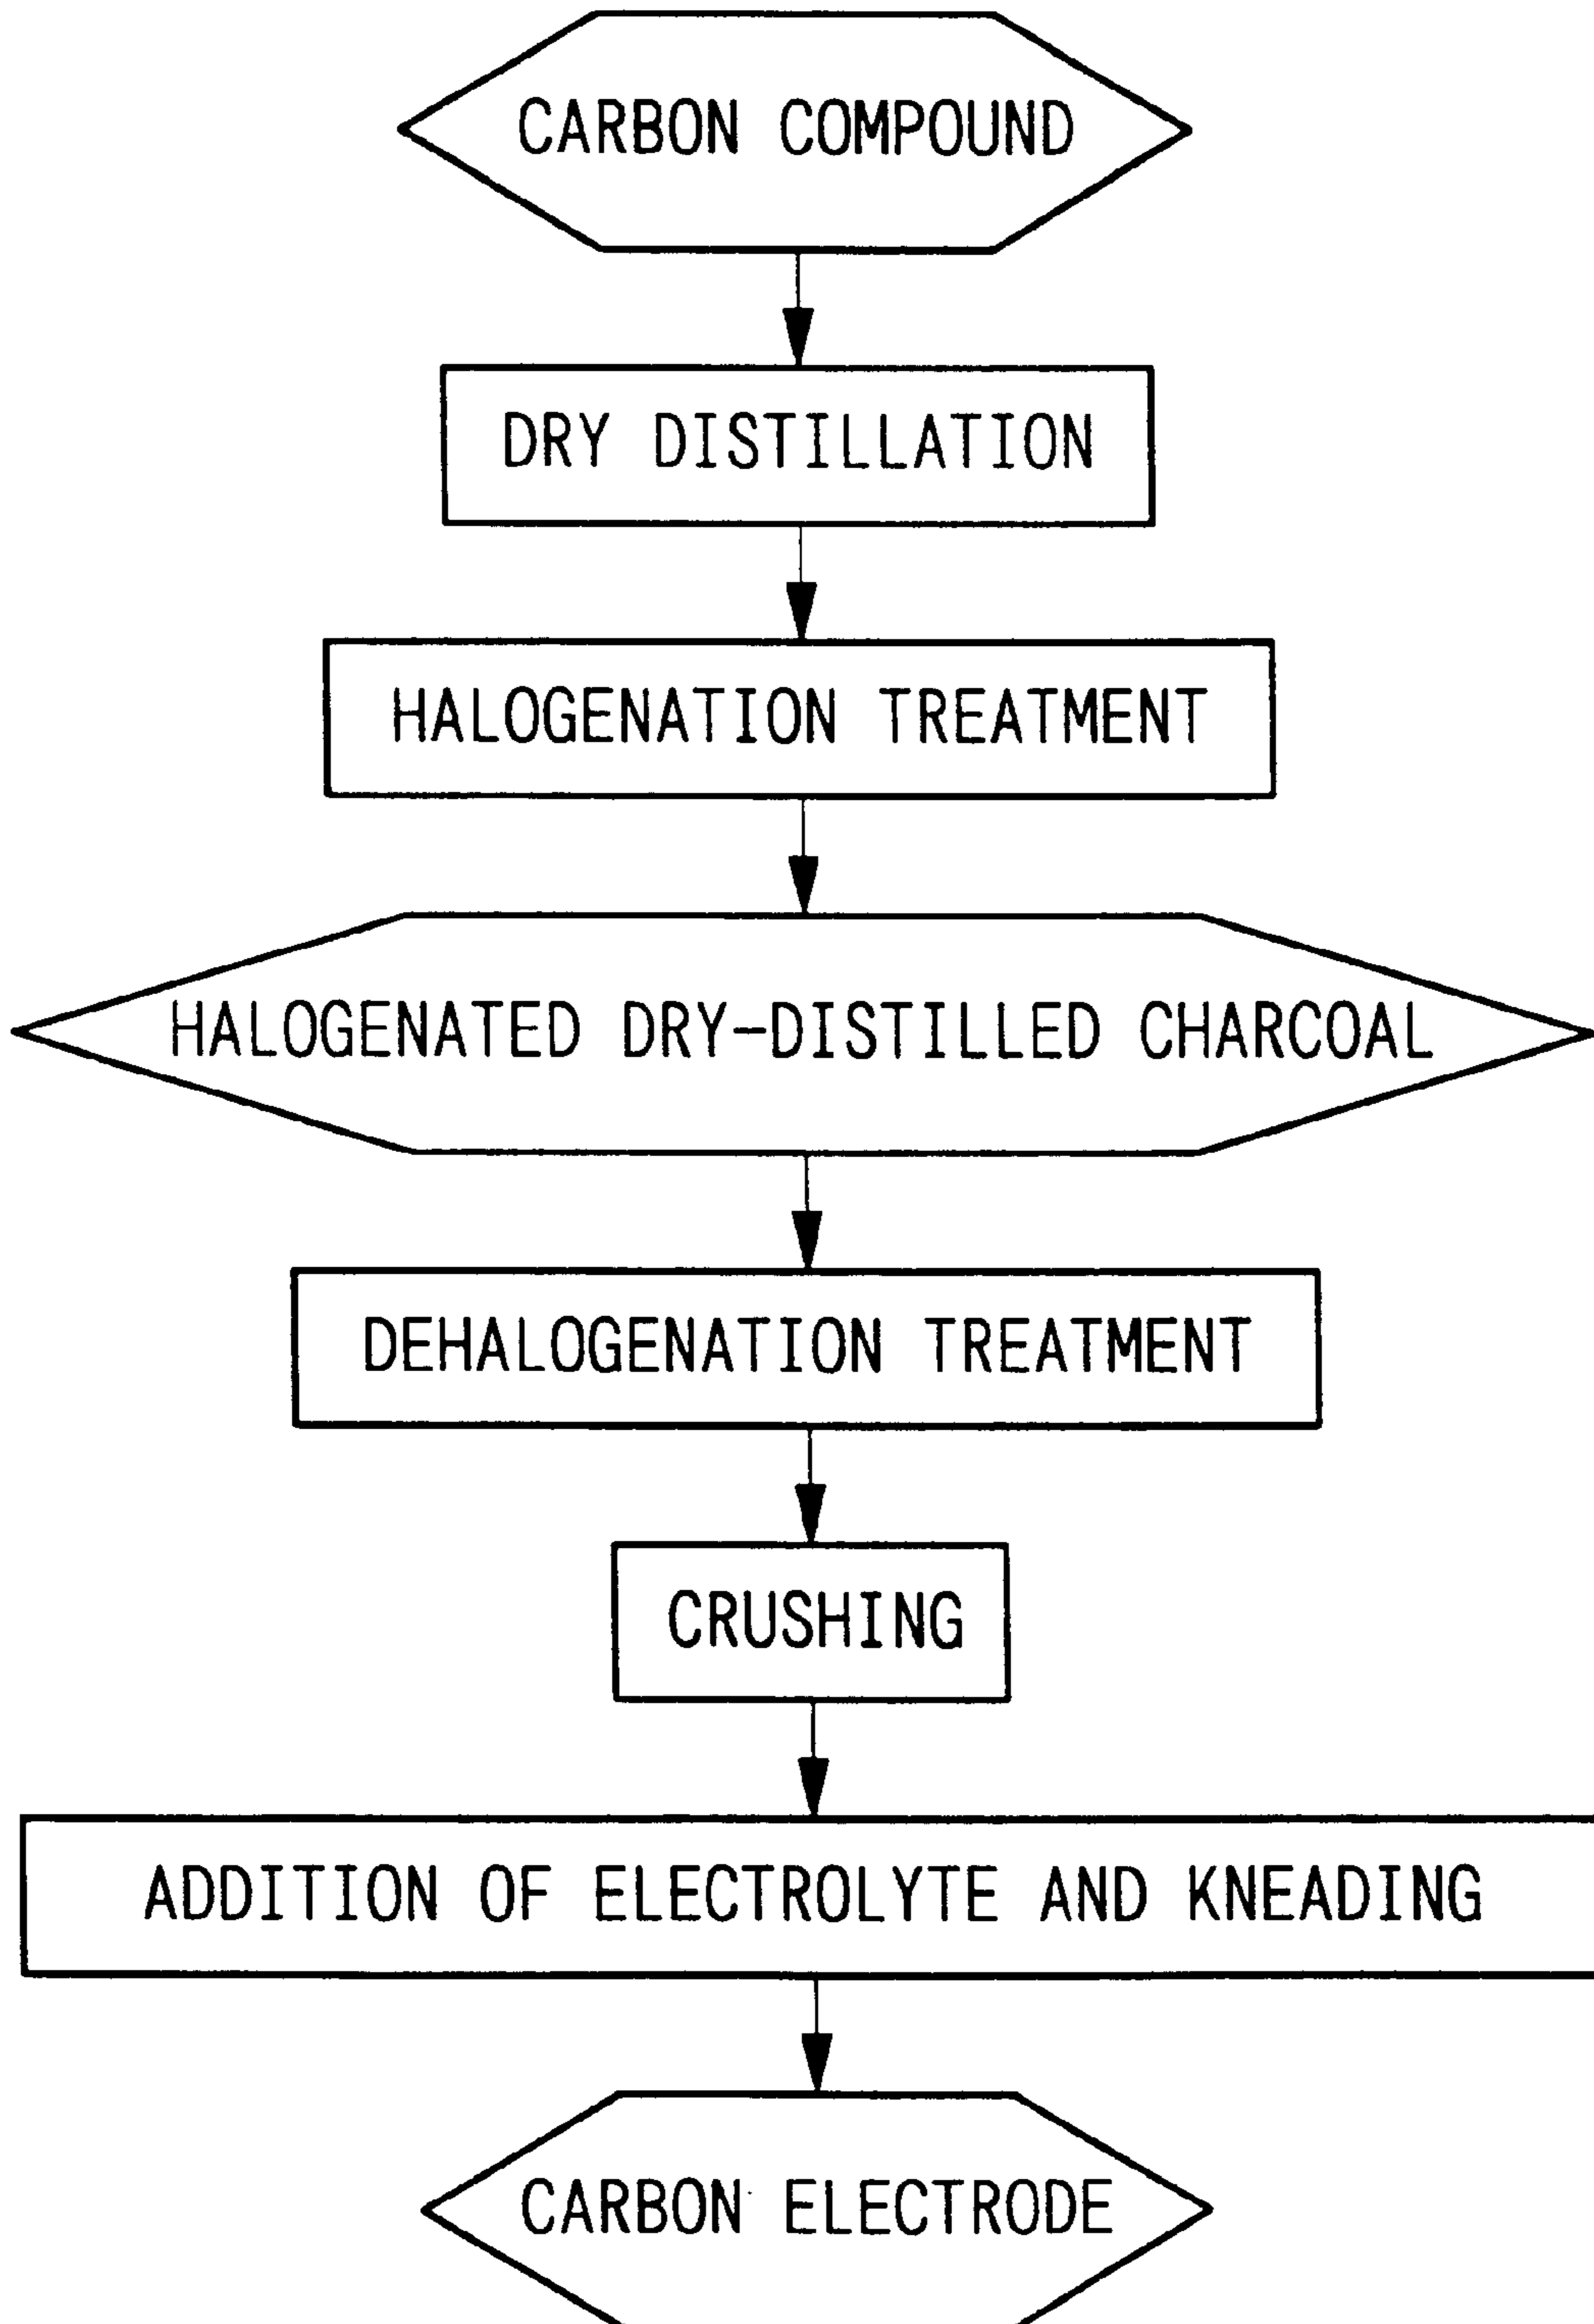 CARBON COMPOUND
DRY DISTILLATION
HALOGENATION TREATMENT
HALOGENATED DRY-DISTILLED CHARCOAL
DEHALOGENATION TREATMENT
CRUSHING
ADDITION OF ELECTROLYTE AND KNEADING
CARBON ELECTRODE